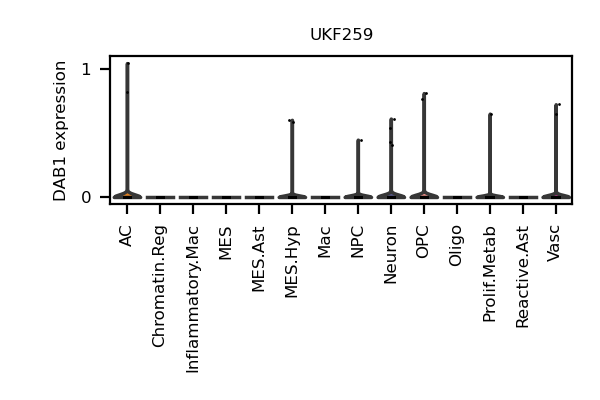 UKF259
DAB1 expression
1
0
AC
Chromatin.Reg
Inflammatory.Mac
MES
MES.Ast
MES.Hyp
Mac
NPC
Neuron
OPC
Oligo
Prolif.Metab
Reactive.Ast
Vasc